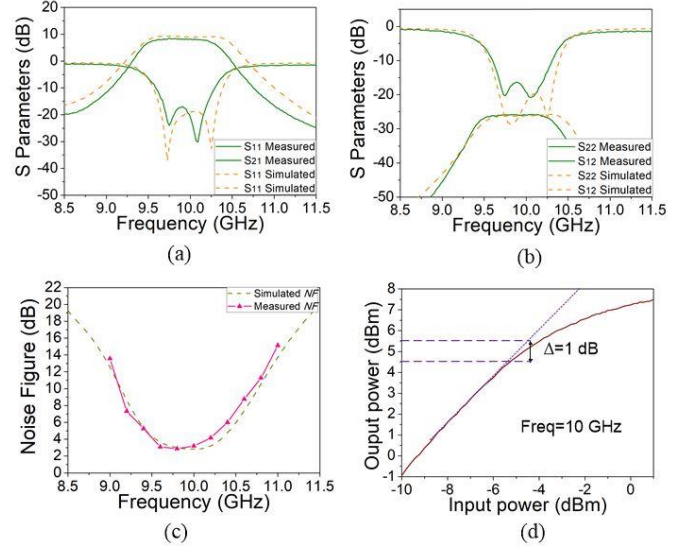 S Parameters (dB)
20
10
0
-10
-20
-30
-40
-50
S11 Measured
S21 Measured
S11 Simulated
S11 Simulated
8.5 9.0 9.5 10.0 10.5 11.0 11.5
Frequency (GHz)
(a)
S Parameters (dB)
0
-10
-20
-30
-40
-50
S22 Measured
S12 Measured
S22 Simulated
S12 Simulated
8.5 9.0 9.5 10.0 10.5 11.0 11.5
Frequency (GHz)
(b)
Noise Figure (dB)
22
20
18
16
14
12
10
8
6
4
2
0
Simulated NF
Measured NF
8.5 9.0 9.5 10.0 10.5 11.0 11.5
Frequency (GHz)
(c)
Ouput power (dBm)
8
7
6
5
4
3
2
1
0
-1
Δ=1 dB
Freq=10 GHz
-10 -8 -6 -4 -2 0
Input power (dBm)
(d)